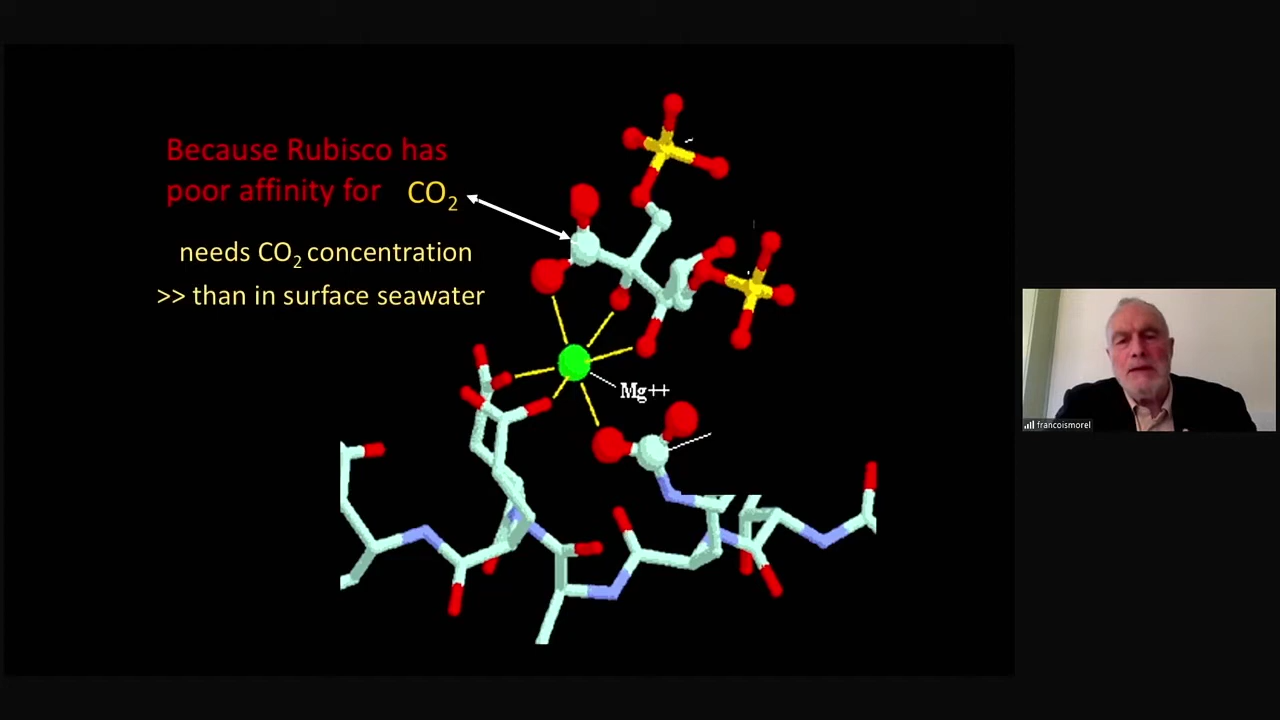 Because Rubisco has
poor affinity for CO₂
needs CO₂ concentration
>> than in surface seawater
Mg++
francoismorel